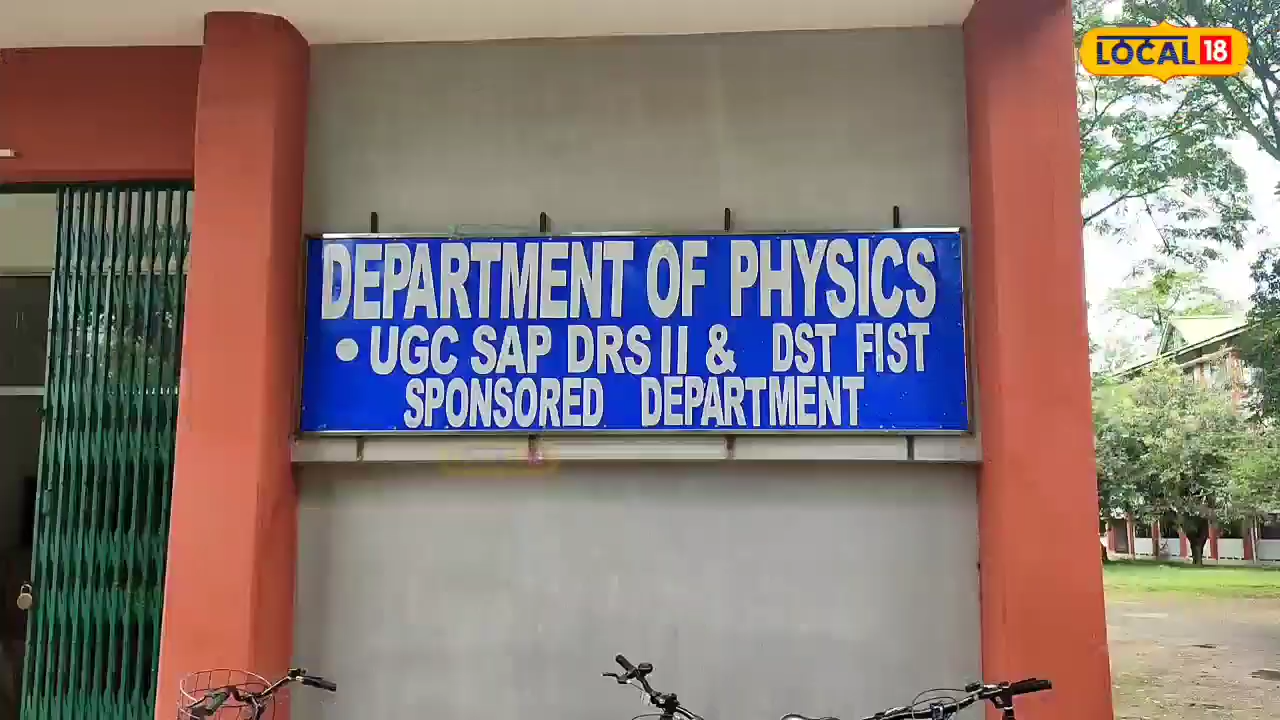 LOCAL 18
DEPARTMENT OF PHYSICS
• UGC SAP DRS II & DST FIST
SPONSORED DEPARTMENT